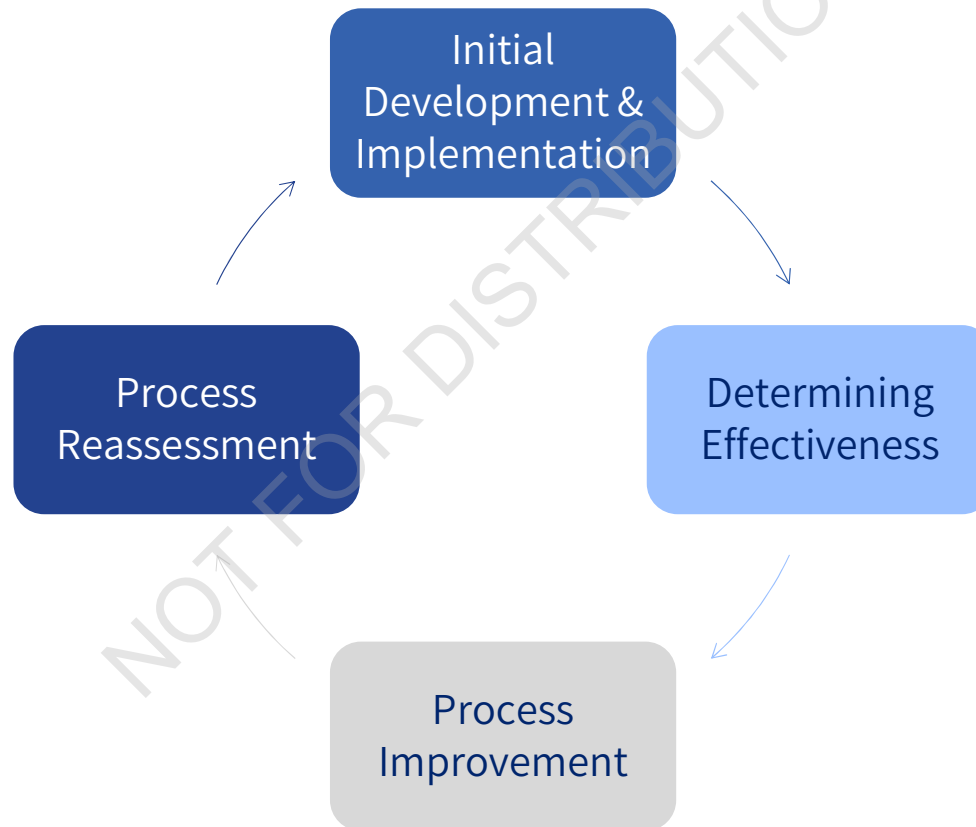 Initial
Development &
Implementation
Determining
Effectiveness
Process
Improvement
Process
Reassessment
NOT FOR DISTRIBUTIO